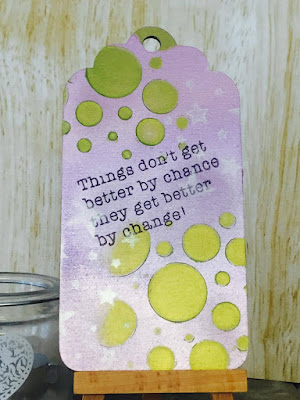 Things don't get
better by chance
they get better
by change!